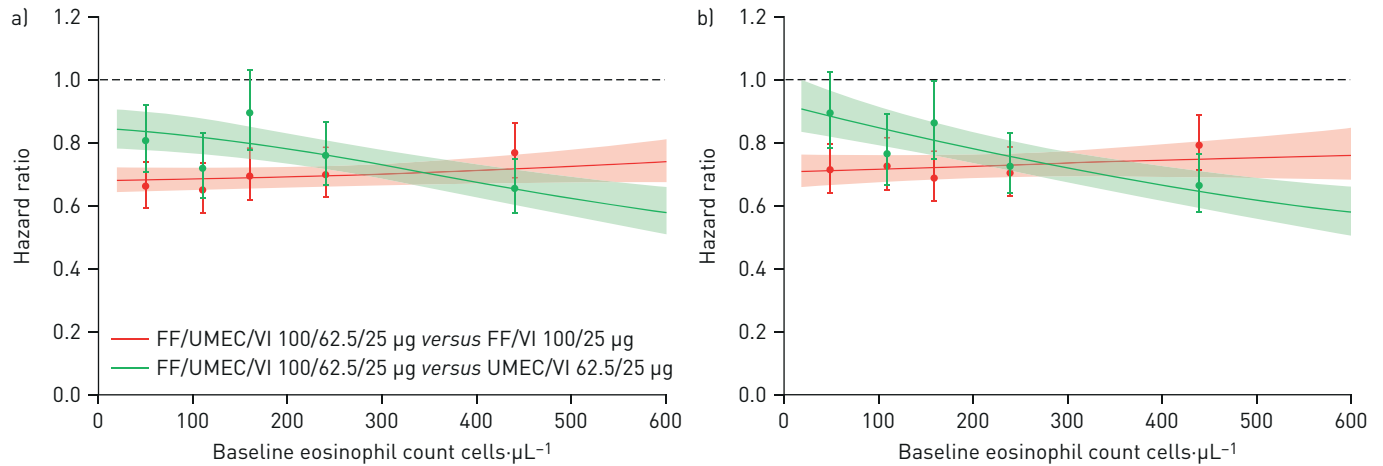 a)
1.2
1.0
0.8
0.6
0.4
0.2
0.0
Hazard ratio
FF/UMEC/VI 100/62.5/25 µg versus FF/VI 100/25 µg
FF/UMEC/VI 100/62.5/25 µg versus UMEC/VI 62.5/25 µg
0 100 200 300 400 500 600
Baseline eosinophil count cells·µL⁻¹
b)
1.2
1.0
0.8
0.6
0.4
0.2
0.0
Hazard ratio
0 100 200 300 400 500 600
Baseline eosinophil count cells·µL⁻¹